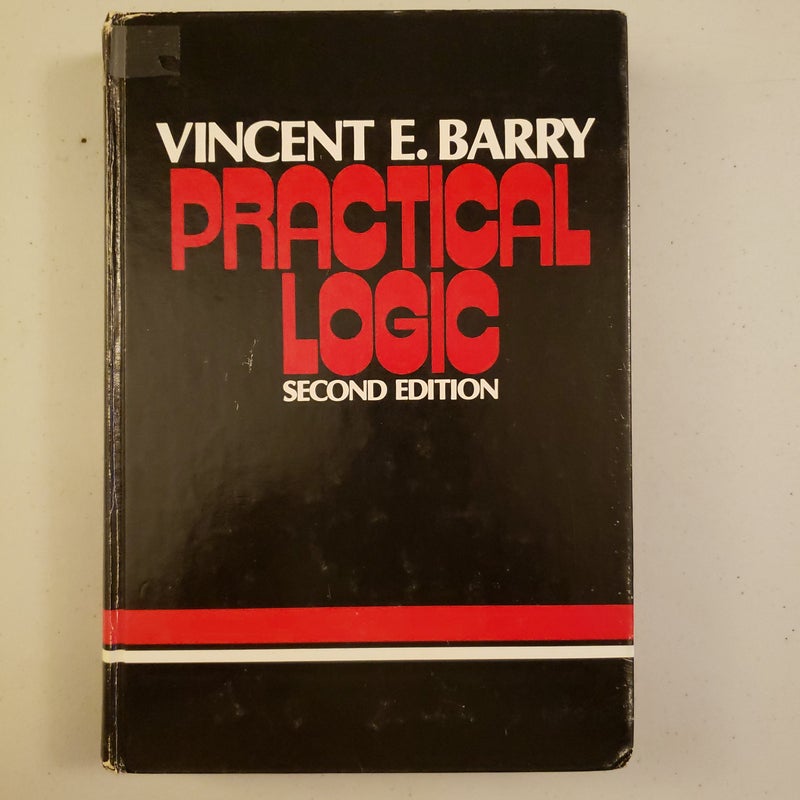 VINCENT E. BARRY
PRACTICAL
LOGIC
SECOND EDITION